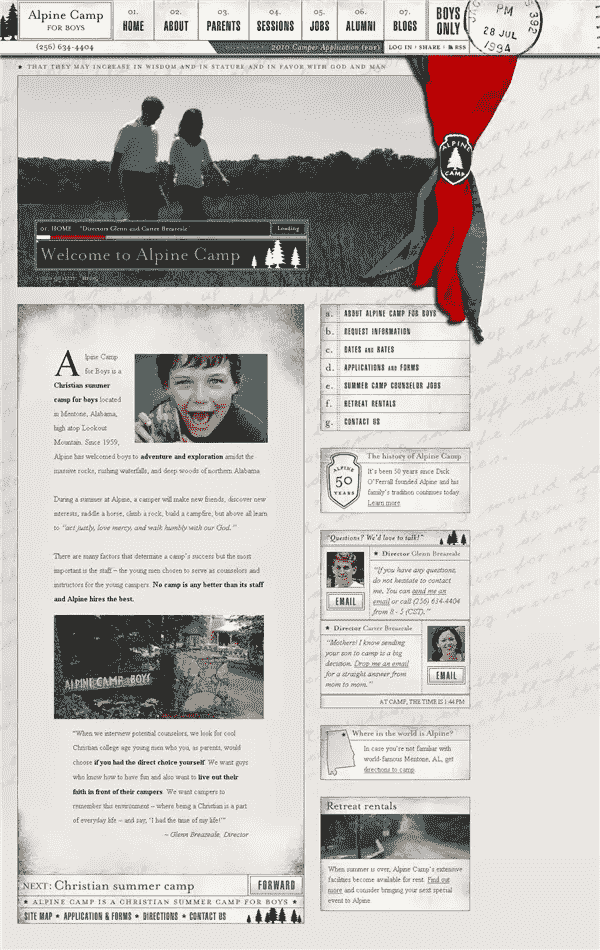 Alpine Camp
FOR BOYS
01. HOME
02. ABOUT
03. PARENTS
04. SESSIONS
05. JOBS
06. ALUMNI
07. BLOGS
BOYS ONLY
PM
28 JUL
1994
(256) 634-4404
2010 Camper Application (PDF)
LOG IN • SHARE • RSS
★ THAT THEY MAY INCREASE IN WISDOM AND IN STATURE AND IN FAVOR WITH GOD AND MAN
ALPINE
CAMP
01. HOME "Directors Glenn and Carter Breazeale"
Loading
Welcome to Alpine Camp
Alpine Camp
for Boys is a
Christian summer
camp for boys located
in Mentone, Alabama,
high atop Lookout
Mountain. Since 1959,
Alpine has welcomed boys to adventure and exploration amidst the
massive rocks, rushing waterfalls, and deep woods of northern Alabama.
During a summer at Alpine, a camper will make new friends, discover new
interests, saddle a horse, climb a rock, build a campfire, but above all learn
to "act justly, love mercy, and walk humbly with our God."
There are many factors that determine a camp's success but the most
important is the staff – the young men chosen to serve as counselors and
instructors for the young campers. No camp is any better than its staff
and Alpine hires the best.
ALPINE CAMP BOYS
"When we interview potential counselors, we look for cool
Christian college age young men who you, as parents, would
choose if you had the direct choice yourself. We want guys
who know how to have fun and also want to live out their
faith in front of their campers. We want campers to
remember this environment – where being a Christian is a part
of everyday life – and say, "I had the time of my life!""
– Glenn Breazeale, Director
NEXT: Christian summer camp
FORWARD
★ ALPINE CAMP IS A CHRISTIAN SUMMER CAMP FOR BOYS ★
SITE MAP ★ APPLICATION & FORMS ★ DIRECTIONS ★ CONTACT US
a. ABOUT ALPINE CAMP FOR BOYS
b. REQUEST INFORMATION
c. DATES AND RATES
d. APPLICATIONS AND FORMS
e. SUMMER CAMP COUNSELOR JOBS
f. RETREAT RENTALS
g. CONTACT US
ALPINE
50
YEARS
The history of Alpine Camp
It's been 50 years since Dick
O'Ferrall founded Alpine and his
family's tradition continues today.
Learn more.
"Questions? We'd love to talk!"
★ Director Glenn Breazeale
"If you have any questions,
do not hesitate to contact
me. You can send me an
email or call (256) 634-4404
from 8 - 5 (CST)."
EMAIL
★ Director Carter Breazeale
"Mothers! I know sending
your son to camp is a big
decision. Drop me an email
for a straight answer from
mom to mom."
EMAIL
AT CAMP, THE TIME IS 1:44 PM
Where in the world is Alpine?
In case you're not familiar with
world-famous Mentone, AL, get
directions to camp.
Retreat rentals
When summer is over, Alpine Camp's extensive
facilities become available for rent. Find out
more and consider bringing your next special
event to Alpine.